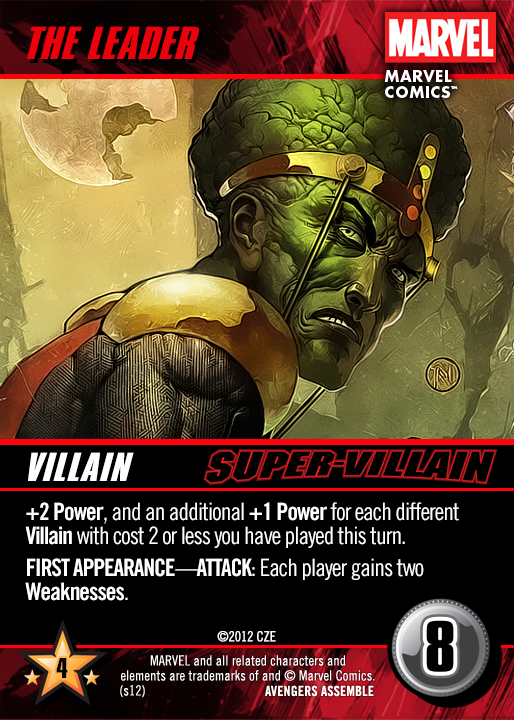 THE LEADER
MARVEL
MARVEL
COMICS™
VILLAIN SUPER-VILLAIN
+2 Power, and an additional +1 Power for each different
Villain with cost 2 or less you have played this turn.
FIRST APPEARANCE—ATTACK: Each player gains two
Weaknesses.
©2012 CZE
4
MARVEL and all related characters and
elements are trademarks of and © Marvel Comics.
(s12) AVENGERS ASSEMBLE
8